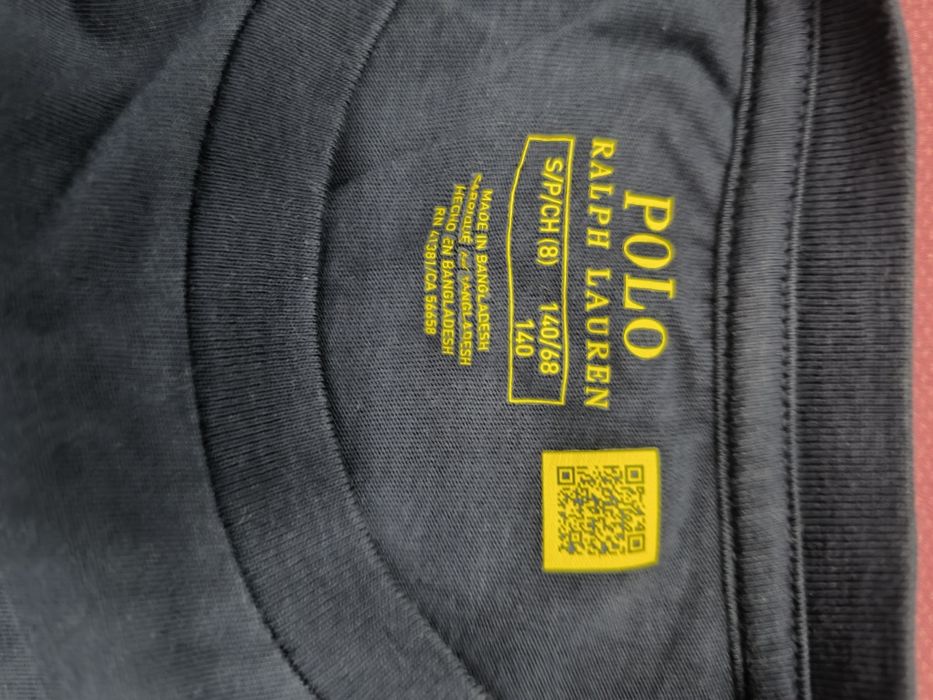 POLO
RALPH LAUREN
S/P/CH (8) 140/68
140
MADE IN BANGLADESH
FABRIQUÉ AU BANGLADESH
HECHO EN BANGLADESH
RN 41381/CA 56658